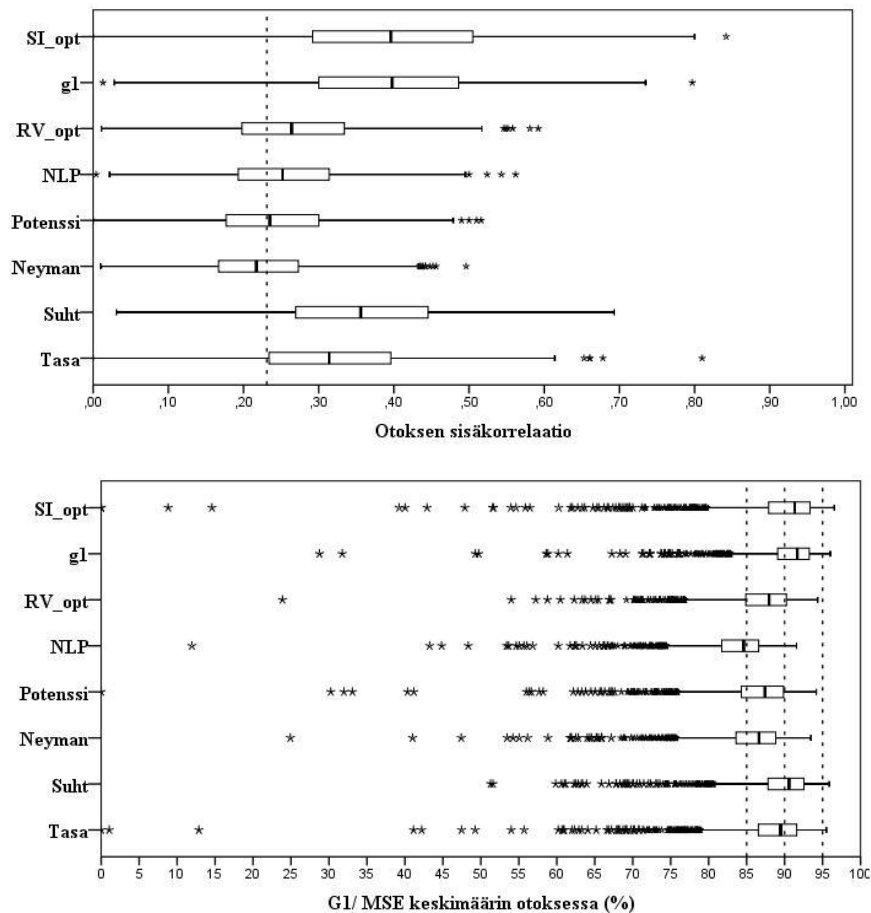 SI_opt
g1
RV_opt
NLP
Potenssi
Neyman
Suht
Tasa
,00 ,10 ,20 ,30 ,40 ,50 ,60 ,70 ,80 ,90 1,00
Otoksen sisäkorrelaatio
SI_opt
g1
RV_opt
NLP
Potenssi
Neyman
Suht
Tasa
0 5 10 15 20 25 30 35 40 45 50 55 60 65 70 75 80 85 90 95 100
G1/ MSE keskimäärin otoksessa (%)